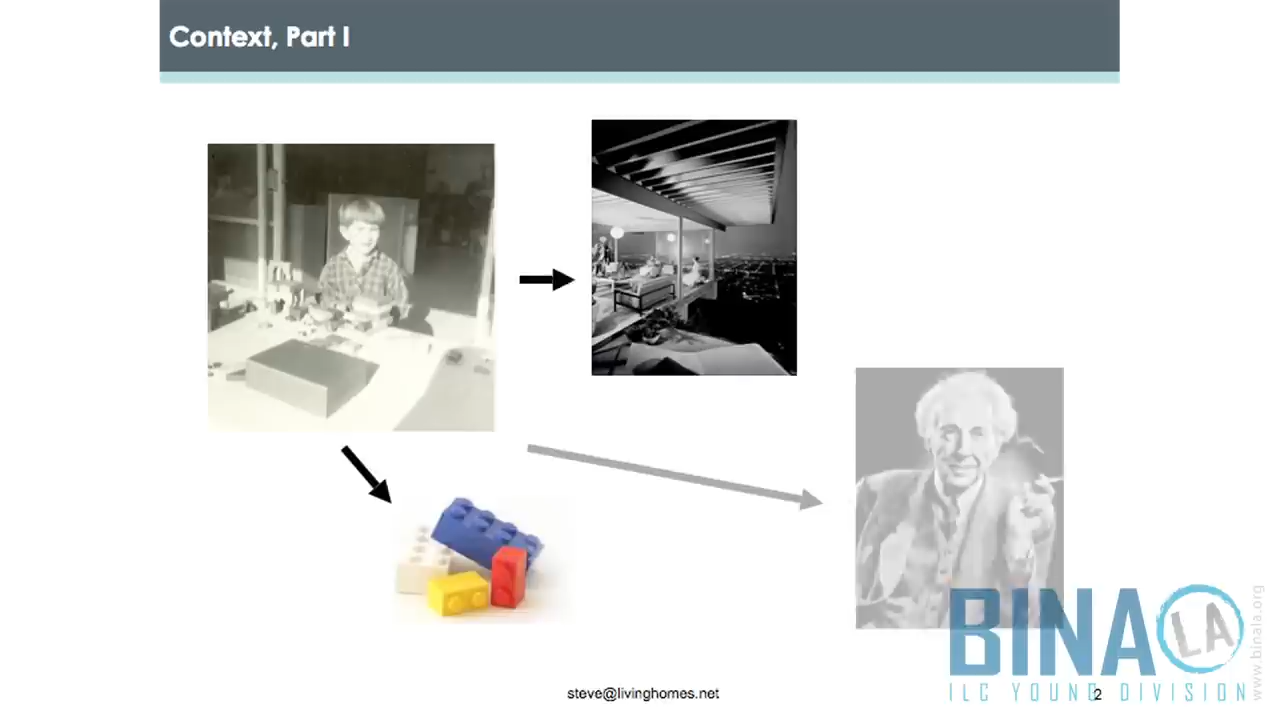 Context, Part I
BINA LA
ILC YOUNG DIVISION
www.binala.org
steve@livinghomes.net
2